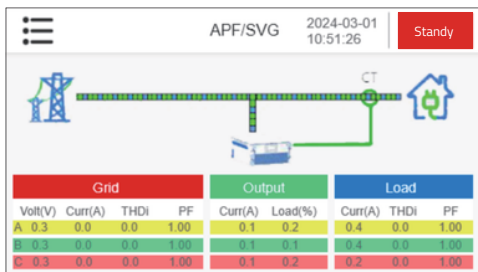 APF/SVG 2024-03-01 10:51:26 Standy
CT
Grid Output Load
Volt(V) Curr(A) THDi PF Curr(A) Load(%) Curr(A) THDi PF
A 0.3 0.0 0.0 1.00 0.1 0.2 0.4 0.0 1.00
B 0.3 0.0 0.0 1.00 0.1 0.1 0.4 0.0 1.00
C 0.3 0.0 0.0 1.00 0.1 0.2 0.2 0.0 1.00